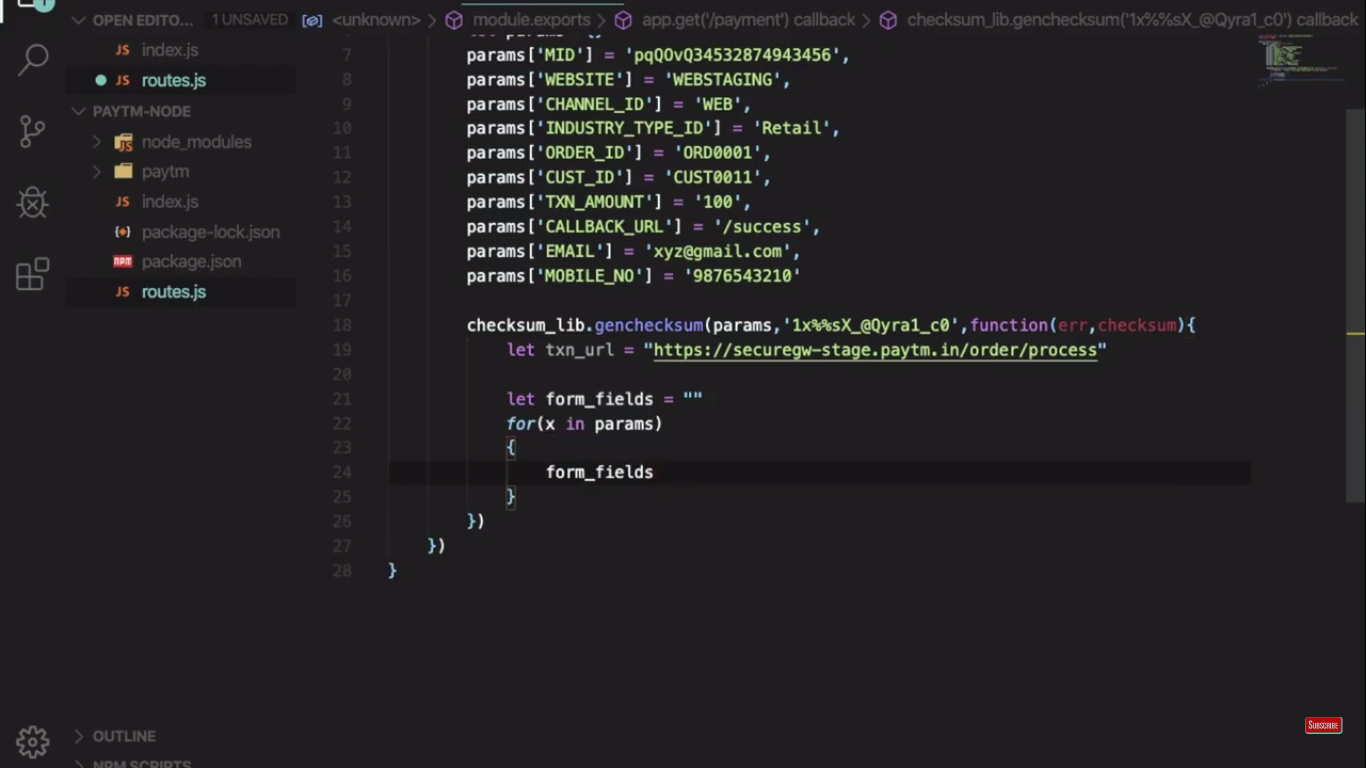 OPEN EDITO... 1 UNSAVED <unknown> > module.exports > app.get('/payment') callback > checksum_lib.genchecksum('1x%%sX_@Qyra1_c0') callback
JS index.js
JS routes.js
PAYTM-NODE
node_modules
paytm
JS index.js
package-lock.json
npm package.json
JS routes.js
7 params['MID'] = 'pqQOvQ34532874943456',
8 params['WEBSITE'] = 'WEBSTAGING',
9 params['CHANNEL_ID'] = 'WEB',
10 params['INDUSTRY_TYPE_ID'] = 'Retail',
11 params['ORDER_ID'] = 'ORD0001',
12 params['CUST_ID'] = 'CUST0011',
13 params['TXN_AMOUNT'] = '100',
14 params['CALLBACK_URL'] = '/success',
15 params['EMAIL'] = 'xyz@gmail.com',
16 params['MOBILE_NO'] = '9876543210'
17
18 checksum_lib.genchecksum(params,'1x%%sX_@Qyra1_c0',function(err,checksum){
19 let txn_url = "https://securegw-stage.paytm.in/order/process"
20
21 let form_fields = ""
22 for(x in params)
23 {
24 form_fields
25 }
26 })
27 })
28 }
OUTLINE
NPM SCRIPTS
SUBSCRIBE